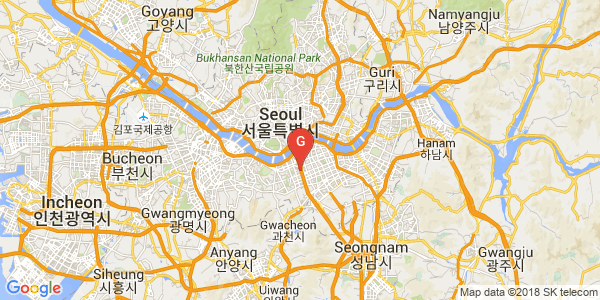 Goyang
고양시
Namyangju
남양주시
Bukhansan National Park
북한산국립공원
Guri
구리시
Seoul
서울특별시
김포국제공항
G
Hanam
하남시
Bucheon
부천시
Incheon
인천광역시
Gwangmyeong
광명시
Gwacheon
과천시
Anyang
안양시
Seongnam
성남시
Gwangju
광주시
Siheung
시흥시
Uiwang
Google
Map data ©2018 SK telecom